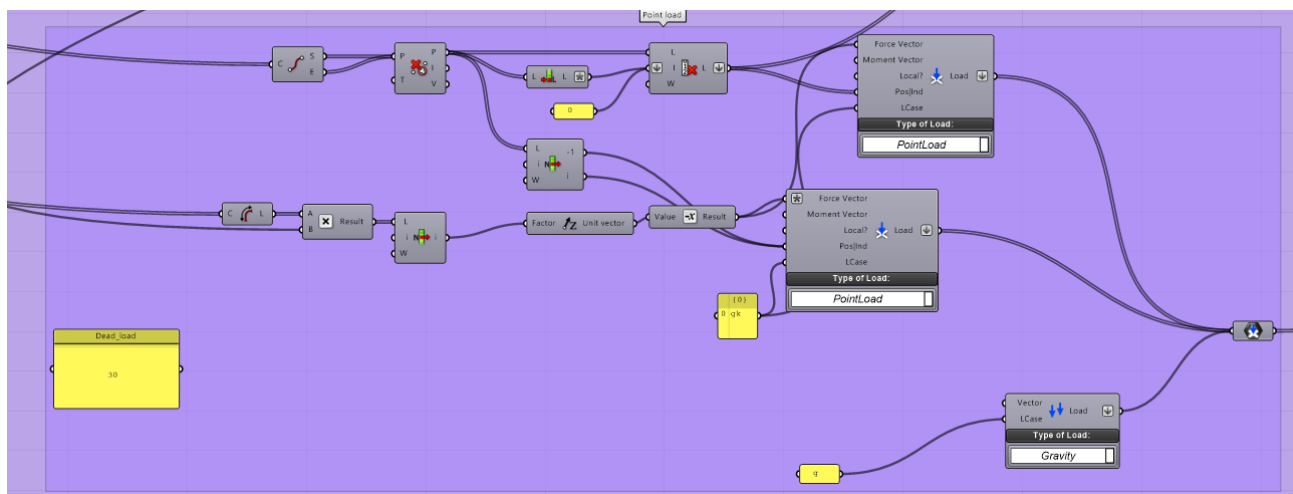 Point load
C S E
P T P I V
L L
L I W L
0
Force Vector
Moment Vector
Local? Load
Pos|Ind
LCase
Type of Load:
PointLoad
L i W N -1 i
C L
A B Result
L i W N i
Factor Z Unit vector
Value -x Result
Force Vector
Moment Vector
Local? Load
Pos|Ind
LCase
Type of Load:
PointLoad
{0}
0 gk
Dead_load
30
Vector Load
LCase
Type of Load:
Gravity
g